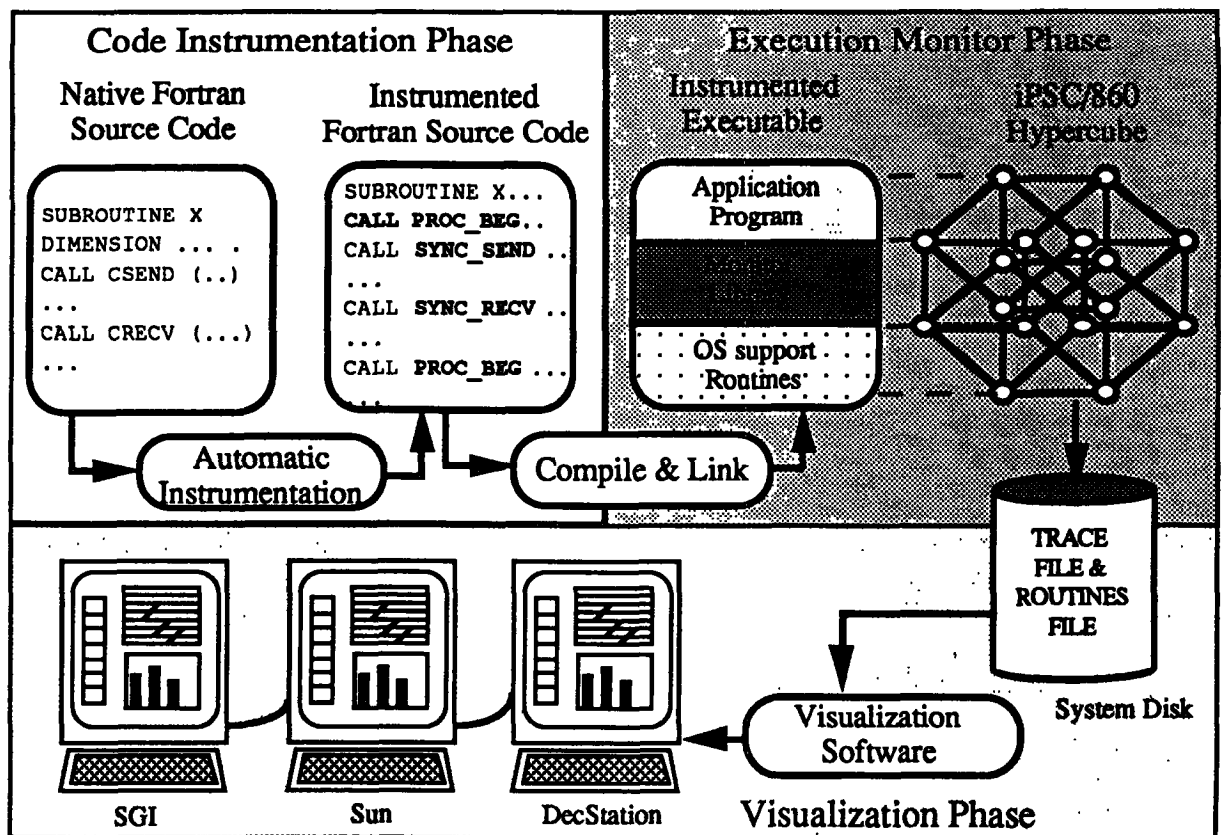 Code Instrumentation Phase
Native Fortran
Source Code
SUBROUTINE X
DIMENSION ... .
CALL CSEND (..)
...
CALL CRECV (...)
...
Instrumented
Fortran Source Code
SUBROUTINE X...
CALL PROC_BEG..
CALL SYNC_SEND ..
...
CALL SYNC_RECV ..
...
CALL PROC_BEG ...
...
Automatic
Instrumentation
Compile & Link
Execution Monitor Phase
Instrumented
Executable
Application
Program
OS support
Routines
iPSC/860
Hypercube
TRACE
FILE &
ROUTINES
FILE
System Disk
Visualization
Software
SGI
Sun
DecStation
Visualization Phase